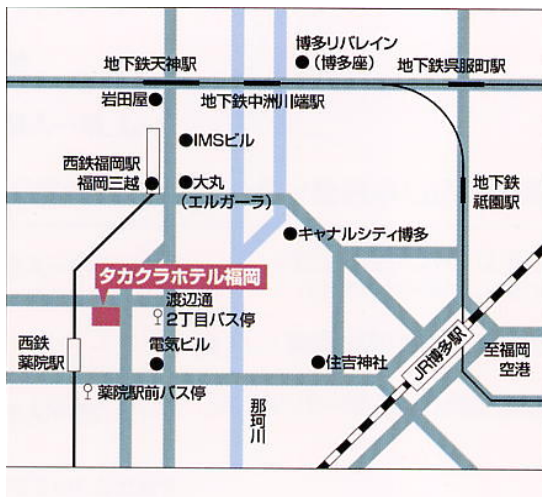 博多リバレイン
(博多座)
地下鉄天神駅
地下鉄呉服町駅
岩田屋
地下鉄中洲川端駅
IMSビル
西鉄福岡駅
福岡三越
大丸
(エルガーラ)
地下鉄
祇園駅
キャナルシティ博多
タカクラホテル福岡
渡辺通
2丁目バス停
西鉄
薬院駅
電気ビル
住吉神社
JR博多駅
至福岡
空港
薬院駅前バス停
那珂川